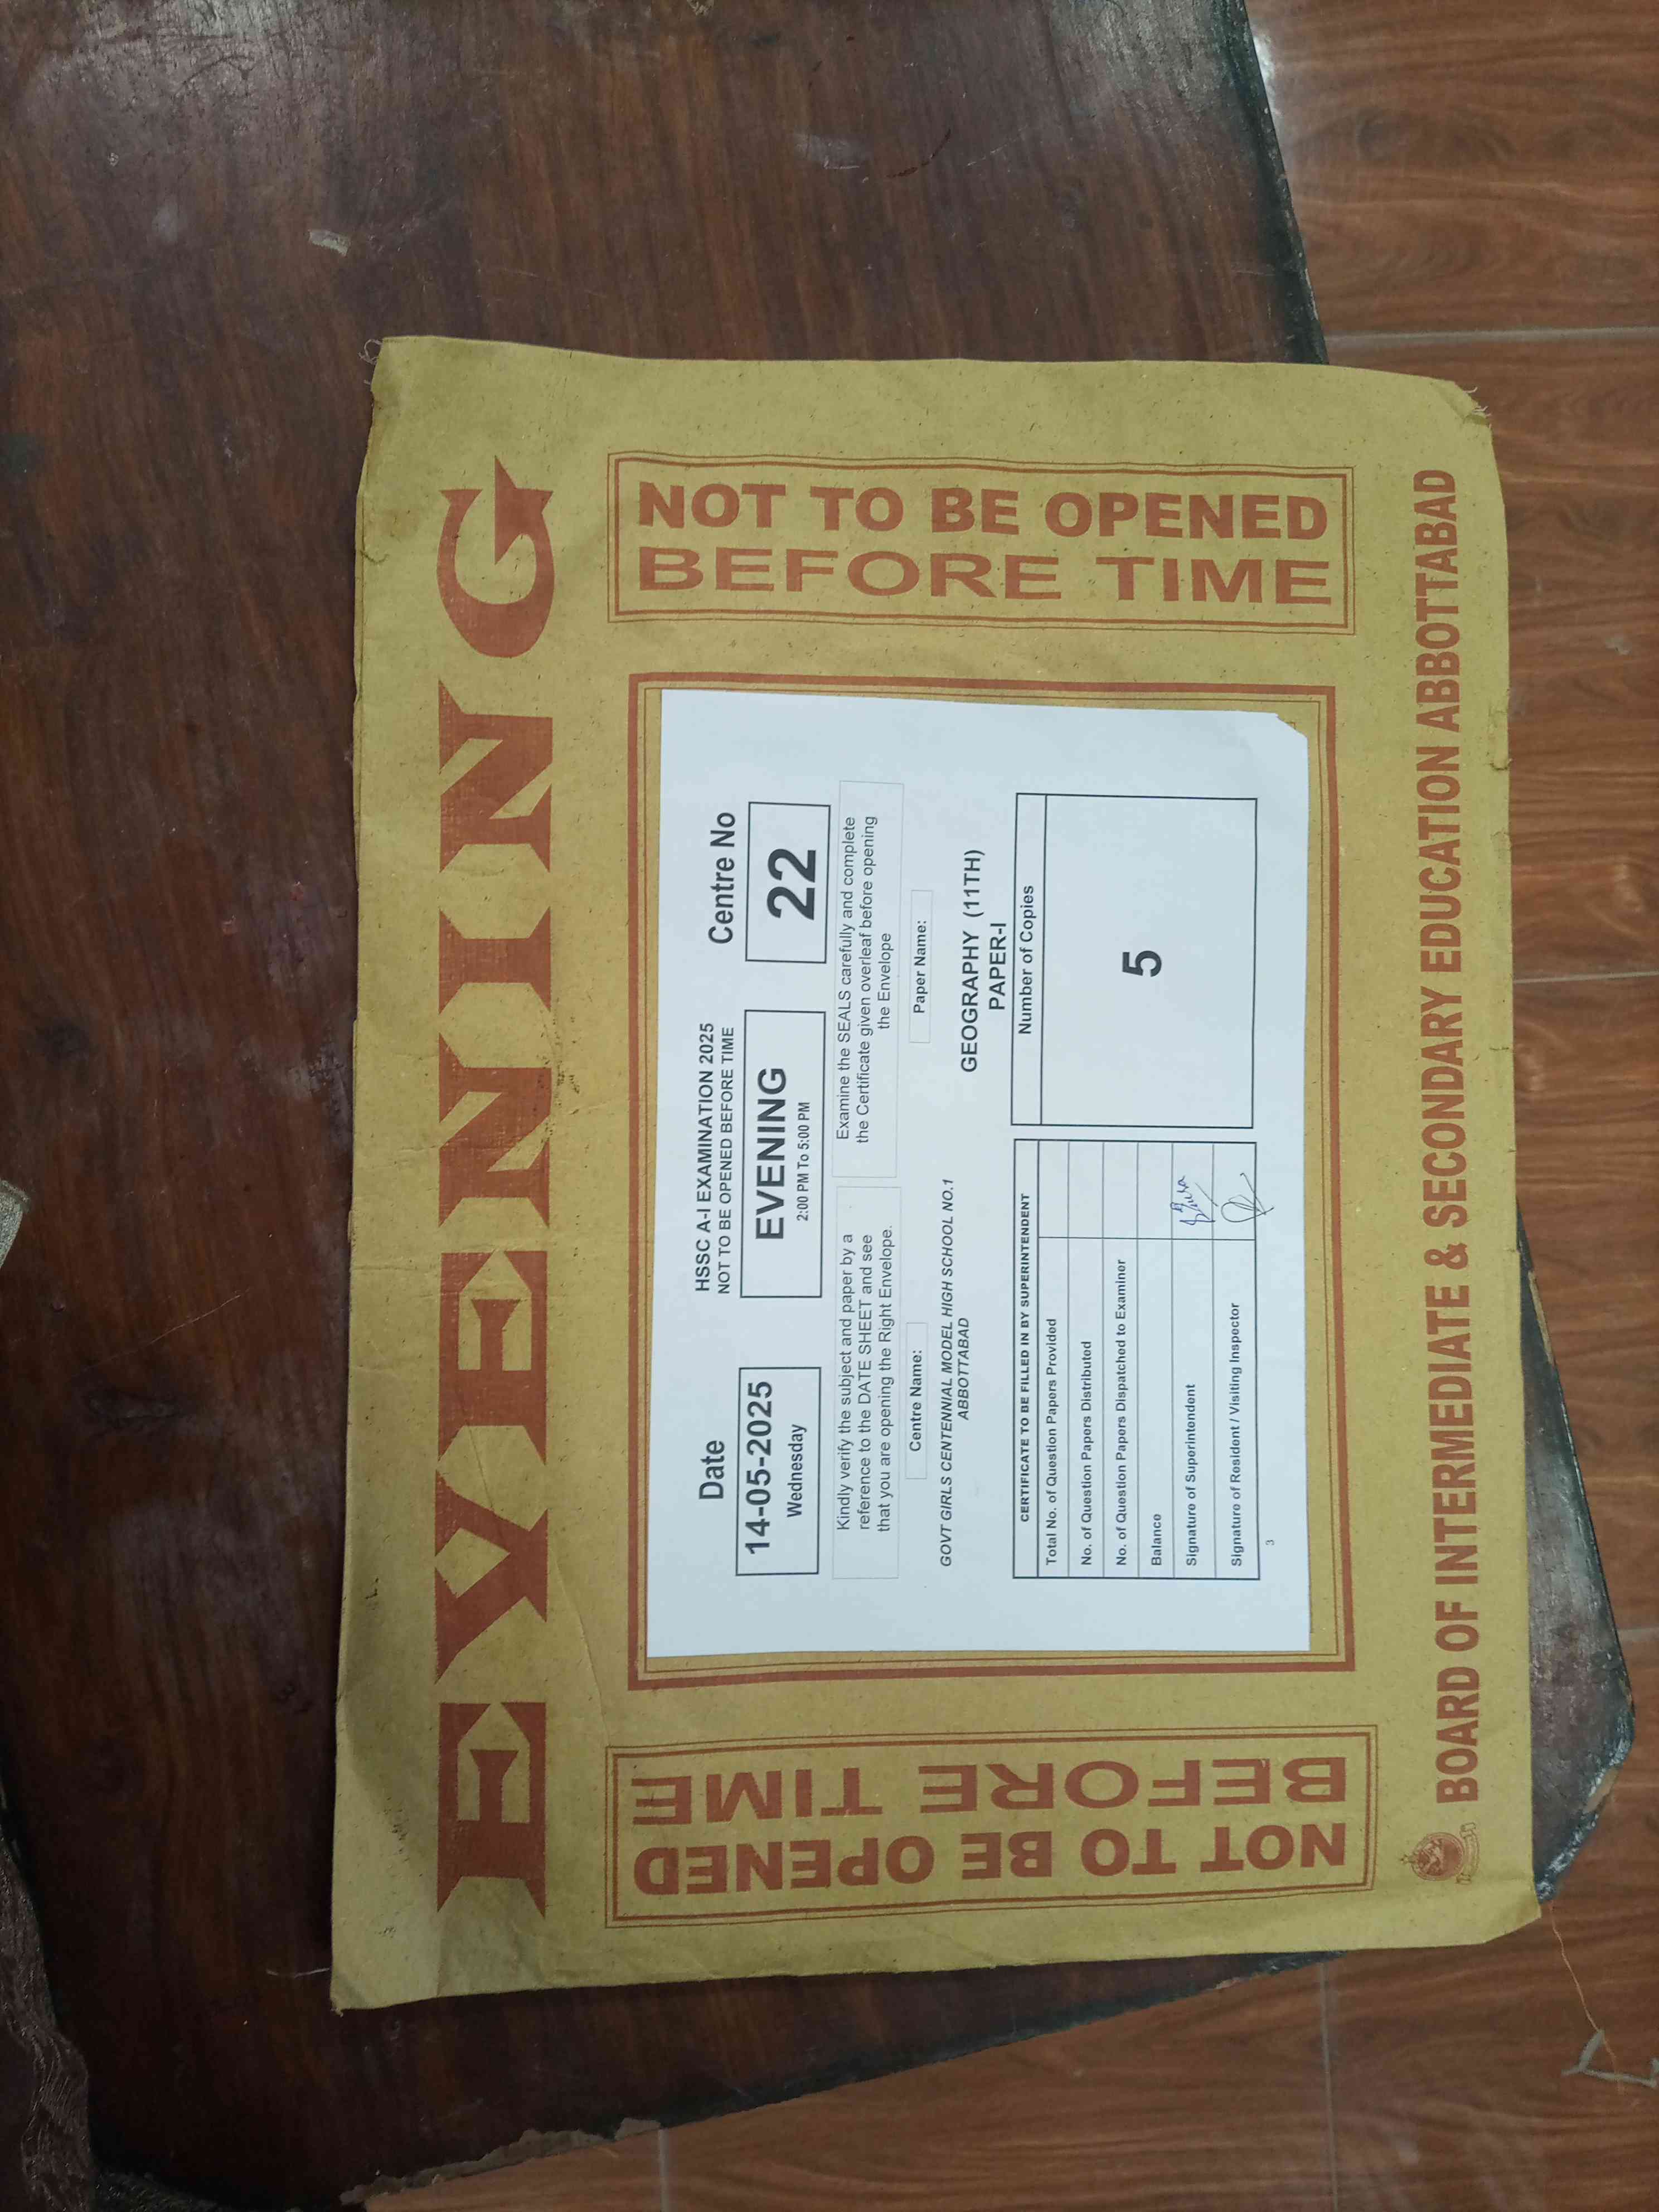 EVENING
NOT TO BE OPENED
BEFORE TIME
Date
14-05-2025
Wednesday
HSSC A-I EXAMINATION 2025
NOT TO BE OPENED BEFORE TIME
EVENING
2:00 PM To 5:00 PM
Centre No
22
Kindly verify the subject and paper by a
reference to the DATE SHEET and see
that you are opening the Right Envelope.
Examine the SEALS carefully and complete
the Certificate given overleaf before opening
the Envelope
Centre Name:
GOVT GIRLS CENTENNIAL MODEL HIGH SCHOOL NO.1
ABBOTTABAD
Paper Name:
GEOGRAPHY (11TH)
PAPER-I
CERTIFICATE TO BE FILLED IN BY SUPERINTENDENT
Total No. of Question Papers Provided
No. of Question Papers Distributed
No. of Question Papers Dispatched to Examiner
Balance
Signature of Superintendent
Signature of Resident / Visiting Inspector
Number of Copies
5
3
NOT TO BE OPENED
BEFORE TIME
BOARD OF INTERMEDIATE & SECONDARY EDUCATION ABBOTTABAD